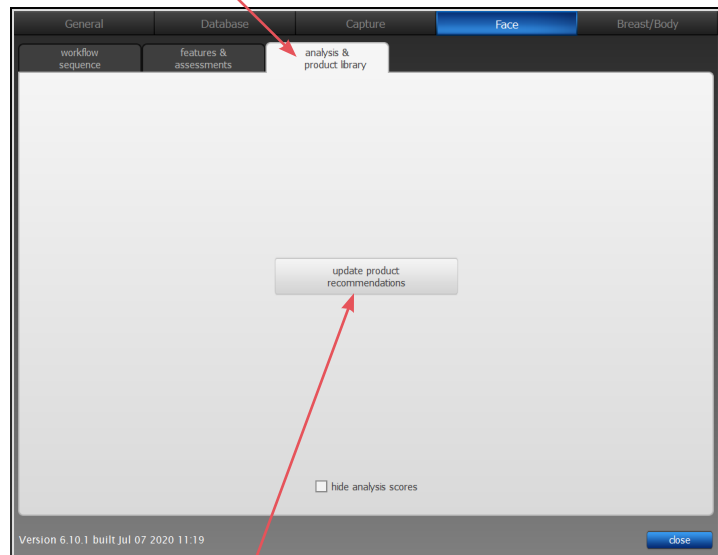 General Database Capture Face Breast/Body
workflow
sequence
features &
assessments
analysis &
product library
update product
recommendations
hide analysis scores
Version 6.10.1 built Jul 07 2020 11:19
close